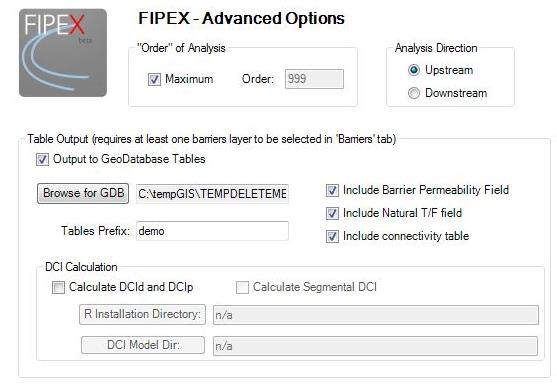 FIPEX
beta
FIPEX - Advanced Options
"Order" of Analysis
Maximum Order: 999
Analysis Direction
Upstream
Downstream
Table Output (requires at least one barriers layer to be selected in 'Barriers' tab)
Output to GeoDatabase Tables
Browse for GDB C:\tempGIS\TEMPDELETEME
Include Barrier Permeability Field
Include Natural T/F field
Tables Prefix: demo
Include connectivity table
DCI Calculation
Calculate DCId and DCIp Calculate Segmental DCI
R Installation Directory: n/a
DCI Model Dir: n/a